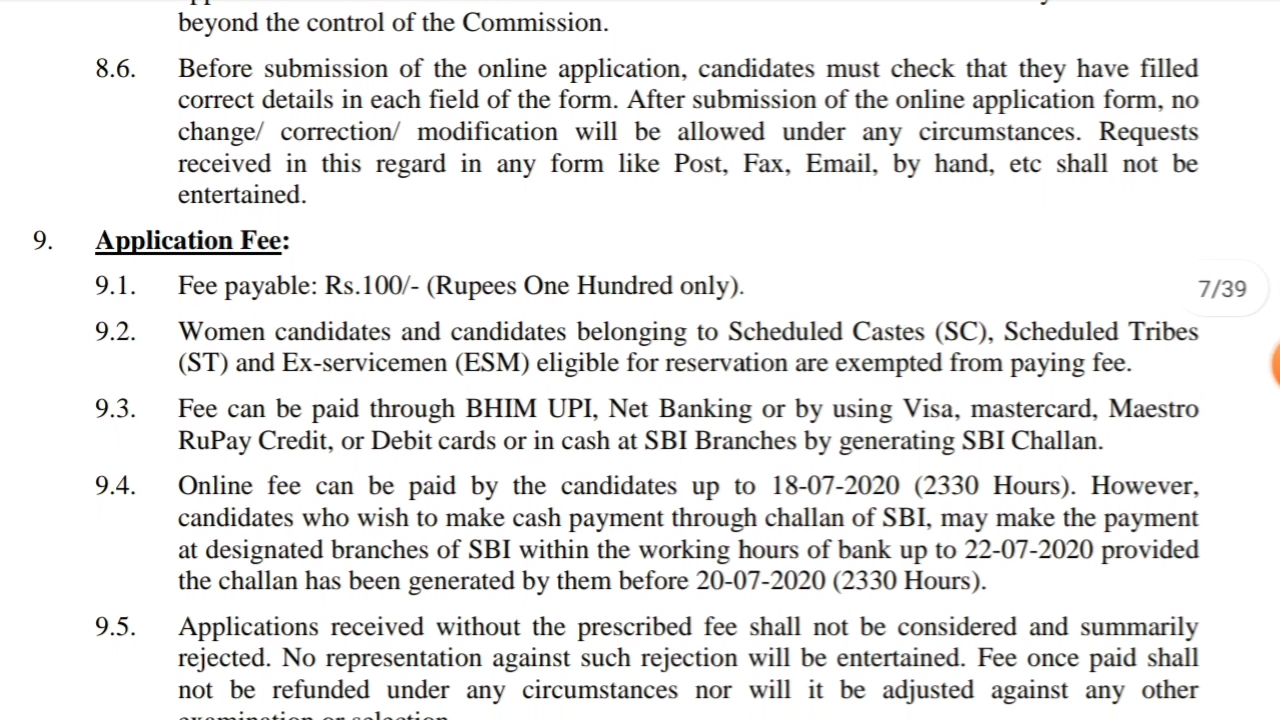 beyond the control of the Commission.
8.6. Before submission of the online application, candidates must check that they have filled
correct details in each field of the form. After submission of the online application form, no
change/ correction/ modification will be allowed under any circumstances. Requests
received in this regard in any form like Post, Fax, Email, by hand, etc shall not be
entertained.
9. Application Fee:
9.1. Fee payable: Rs.100/- (Rupees One Hundred only).
7/39
9.2. Women candidates and candidates belonging to Scheduled Castes (SC), Scheduled Tribes
(ST) and Ex-servicemen (ESM) eligible for reservation are exempted from paying fee.
9.3. Fee can be paid through BHIM UPI, Net Banking or by using Visa, mastercard, Maestro
RuPay Credit, or Debit cards or in cash at SBI Branches by generating SBI Challan.
9.4. Online fee can be paid by the candidates up to 18-07-2020 (2330 Hours). However,
candidates who wish to make cash payment through challan of SBI, may make the payment
at designated branches of SBI within the working hours of bank up to 22-07-2020 provided
the challan has been generated by them before 20-07-2020 (2330 Hours).
9.5. Applications received without the prescribed fee shall not be considered and summarily
rejected. No representation against such rejection will be entertained. Fee once paid shall
not be refunded under any circumstances nor will it be adjusted against any other